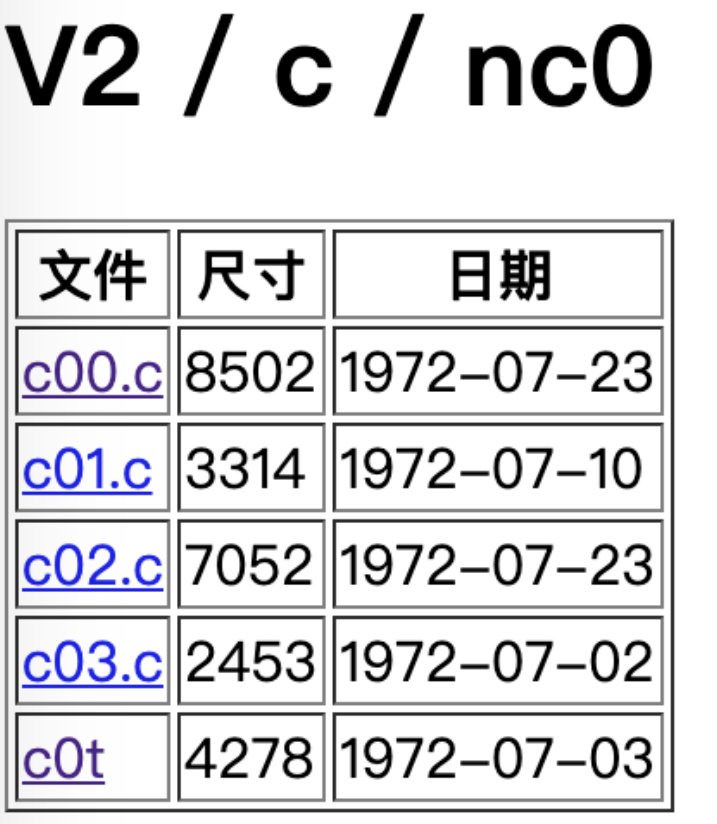 V2 / c / nc0
文件 尺寸 日期
c00.c 8502 1972-07-23
c01.c 3314 1972-07-10
c02.c 7052 1972-07-23
c03.c 2453 1972-07-02
c0t 4278 1972-07-03